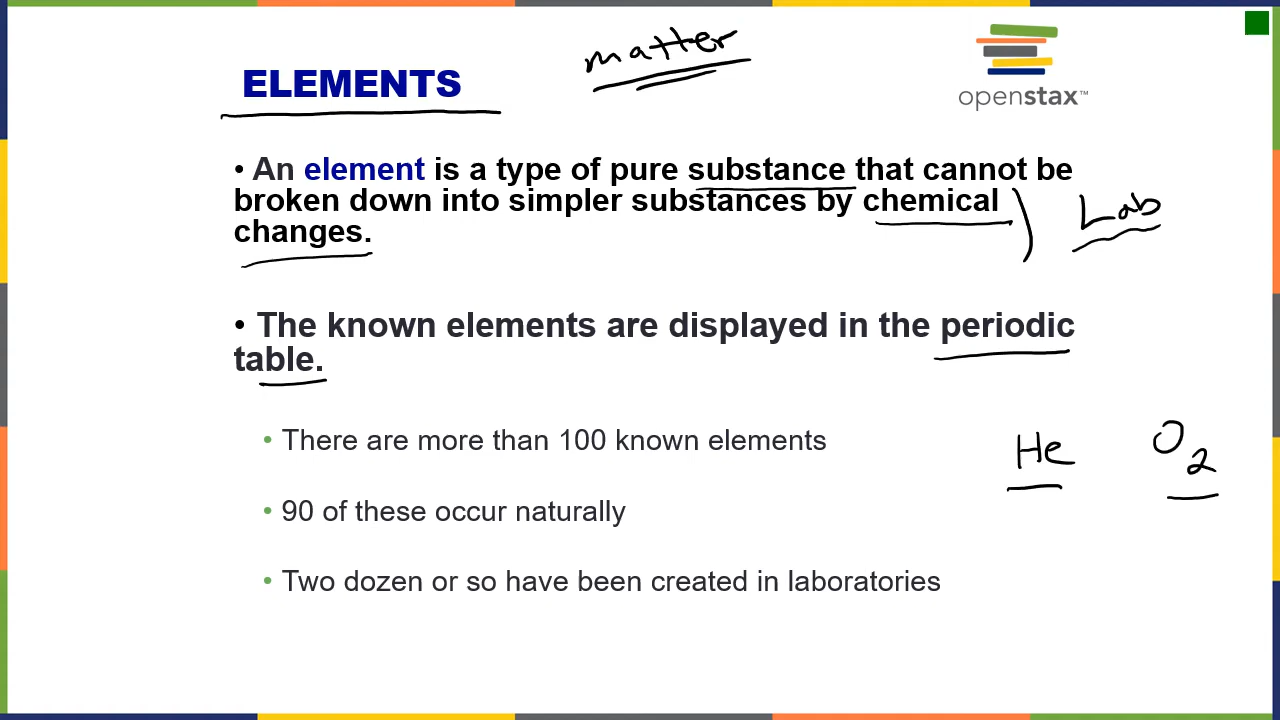 matter
ELEMENTS
openstax™
• An element is a type of pure substance that cannot be
broken down into simpler substances by chemical
changes.
) Lab
• The known elements are displayed in the periodic
table.
• There are more than 100 known elements
He O2
• 90 of these occur naturally
• Two dozen or so have been created in laboratories